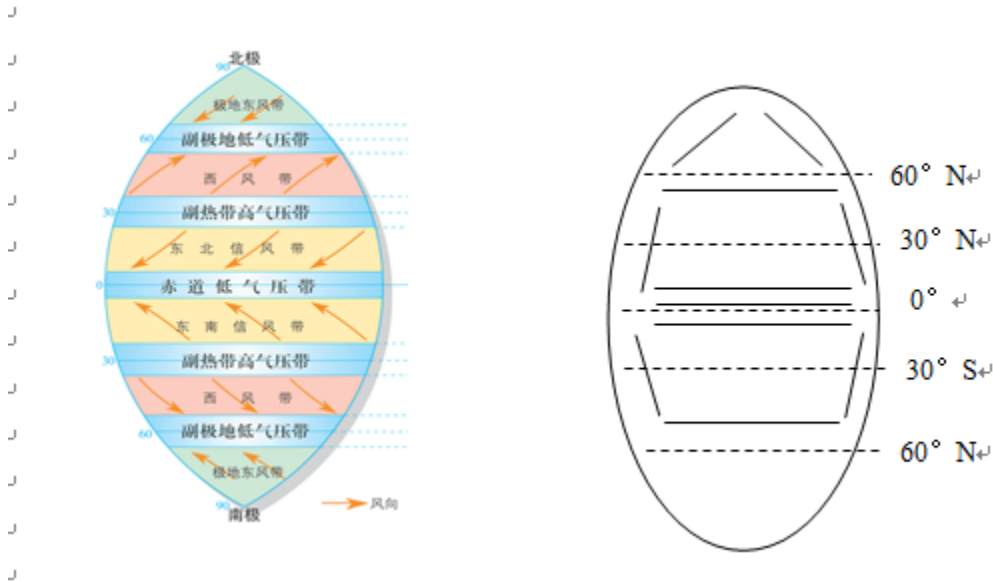 北极
90
极地东风带
60
副极地低气压带
西 风 带
30
副热带高气压带
东 北 信 风 带
0
赤 道 低 气 压 带
东 南 信 风 带
30
副热带高气压带
西 风 带
60
副极地低气压带
极地东风带
90
南极
风向
60° N
30° N
0°
30° S
60° N